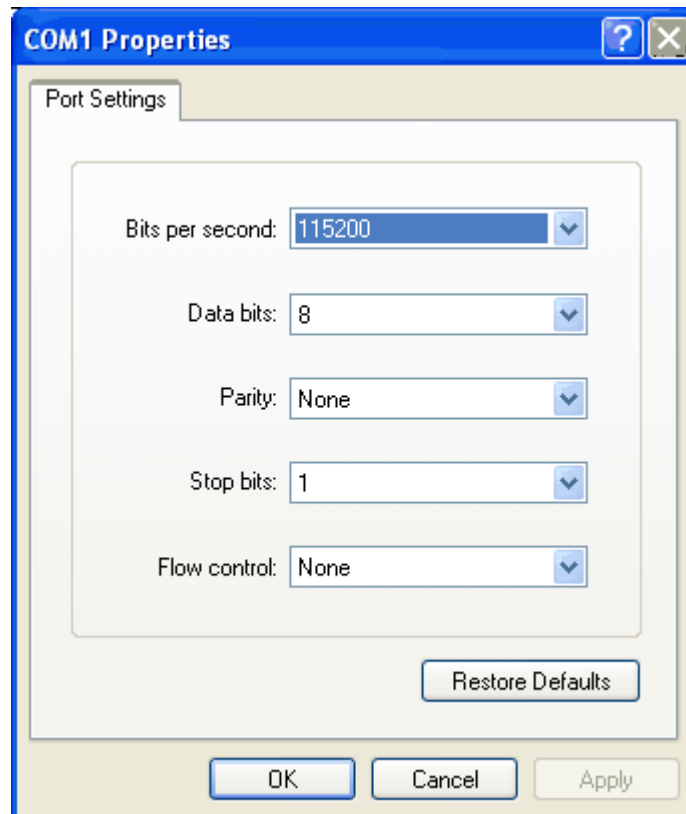 COM1 Properties
Port Settings
Bits per second: 115200
Data bits: 8
Parity: None
Stop bits: 1
Flow control: None
Restore Defaults
OK Cancel Apply